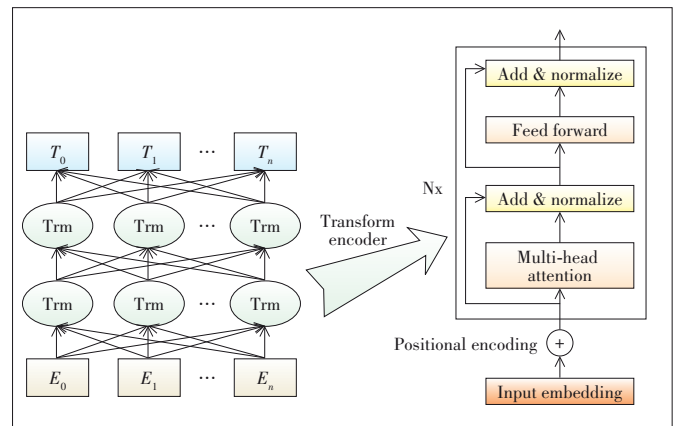 T0 T1 ... Tn
Trm Trm ... Trm
Trm Trm ... Trm
E0 E1 ... En
Transform
encoder
Add & normalize
Feed forward
Nx
Add & normalize
Multi-head
attention
Positional encoding +
Input embedding